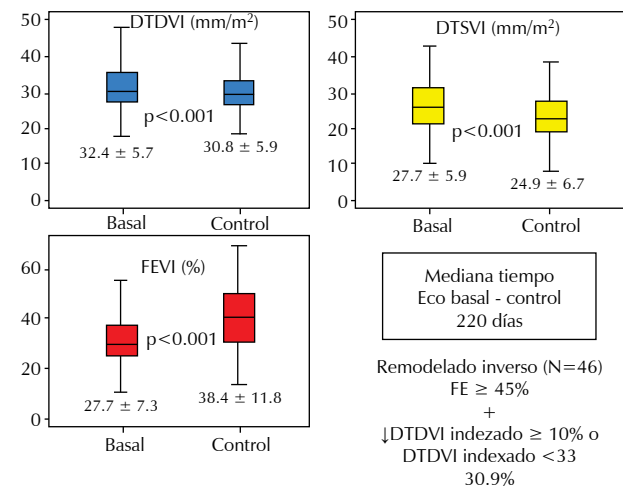 DTDVI (mm/m²)
50
40
30
20
10
0
p<0.001
32.4 ± 5.7
30.8 ± 5.9
Basal
Control
DTSVI (mm/m²)
50
40
30
20
10
0
p<0.001
27.7 ± 5.9
24.9 ± 6.7
Basal
Control
FEVI (%)
60
40
20
0
p<0.001
27.7 ± 7.3
38.4 ± 11.8
Basal
Control
Mediana tiempo
Eco basal - control
220 días
Remodelado inverso (N=46)
FE ≥ 45%
+
↓DTDVI indezado ≥ 10% o
DTDVI indexado <33
30.9%